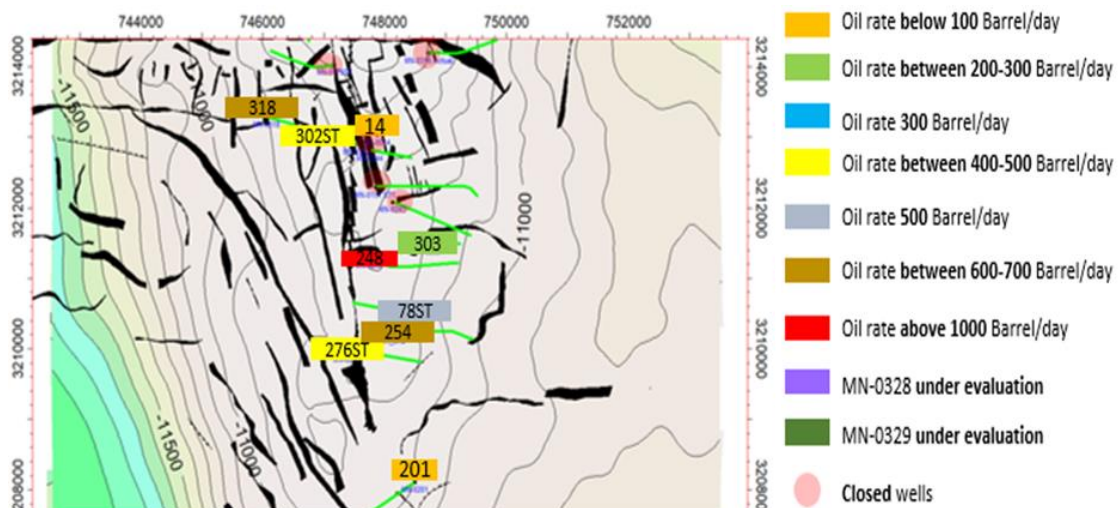 744000 746000 748000 750000 752000
Oil rate below 100 Barrel/day
Oil rate between 200-300 Barrel/day
Oil rate 300 Barrel/day
Oil rate between 400-500 Barrel/day
Oil rate 500 Barrel/day
Oil rate between 600-700 Barrel/day
Oil rate above 1000 Barrel/day
MN-0328 under evaluation
MN-0329 under evaluation
Closed wells
3214000
3214000
-11500
-11000
318
302ST
14
3212000
3212000
-11000
303
248
78ST
254
276ST
3210000
3210000
-11500
-11000
201